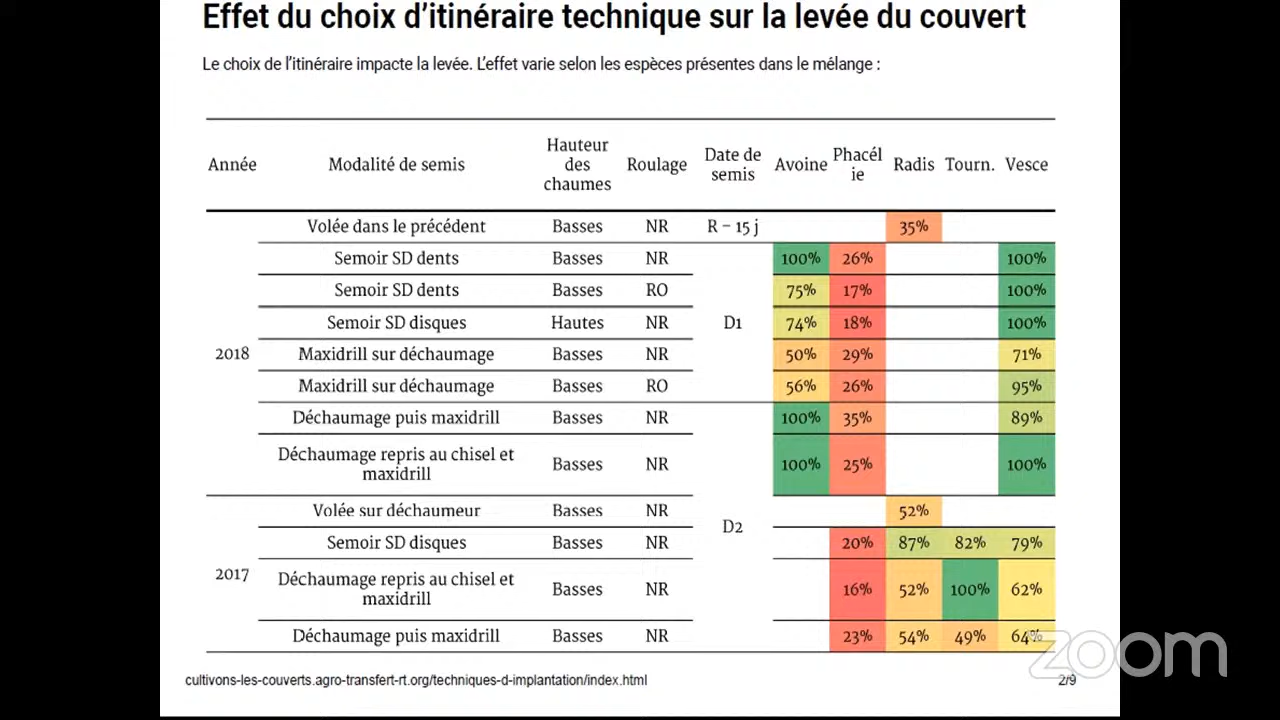 Effet du choix d'itinéraire technique sur la levée du couvert
Le choix de l'itinéraire impacte la levée. L'effet varie selon les espèces présentes dans le mélange :
Année Modalité de semis Hauteur des chaumes Roulage Date de semis Avoine Phacélie Radis Tourn. Vesce
Volée dans le précédent Basses NR R – 15 j 35%
Semoir SD dents Basses NR 100% 26% 100%
Semoir SD dents Basses RO 75% 17% 100%
Semoir SD disques Hautes NR D1 74% 18% 100%
2018 Maxidrill sur déchaumage Basses NR 50% 29% 71%
Maxidrill sur déchaumage Basses RO 56% 26% 95%
Déchaumage puis maxidrill Basses NR 100% 35% 89%
Déchaumage repris au chisel et maxidrill Basses NR 100% 25% 100%
Volée sur déchaumeur Basses NR 52%
D2
Semoir SD disques Basses NR 20% 87% 82% 79%
2017 Déchaumage repris au chisel et maxidrill Basses NR 16% 52% 100% 62%
Déchaumage puis maxidrill Basses NR 23% 54% 49% 64%
zoom
cultivons-les-couverts.agro-transfert-rt.org/techniques-d-implantation/index.html 2/9